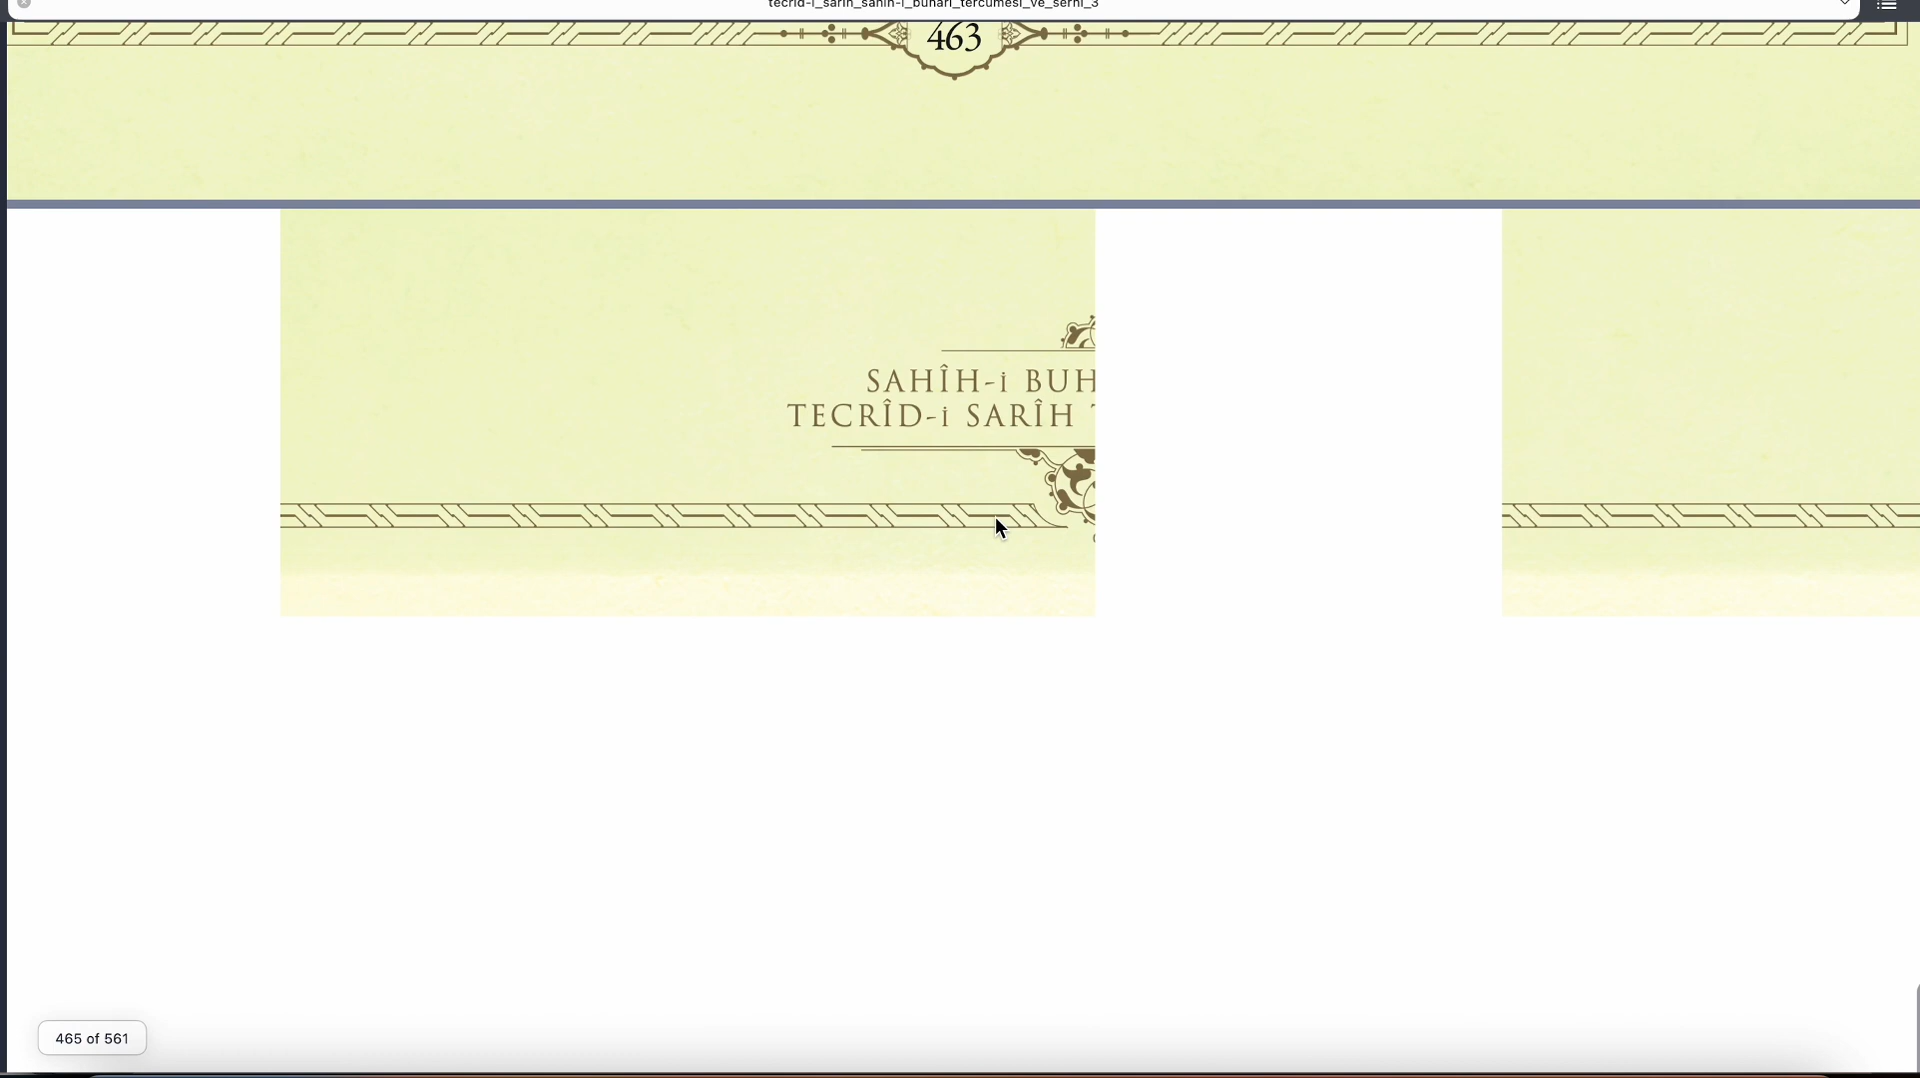 tecrid-i_sarih_sahih-i_buhari_tercumesi_ve_serhi_3
463
SAHÎH-i BUH
TECRÎD-i SARÎH
465 of 561